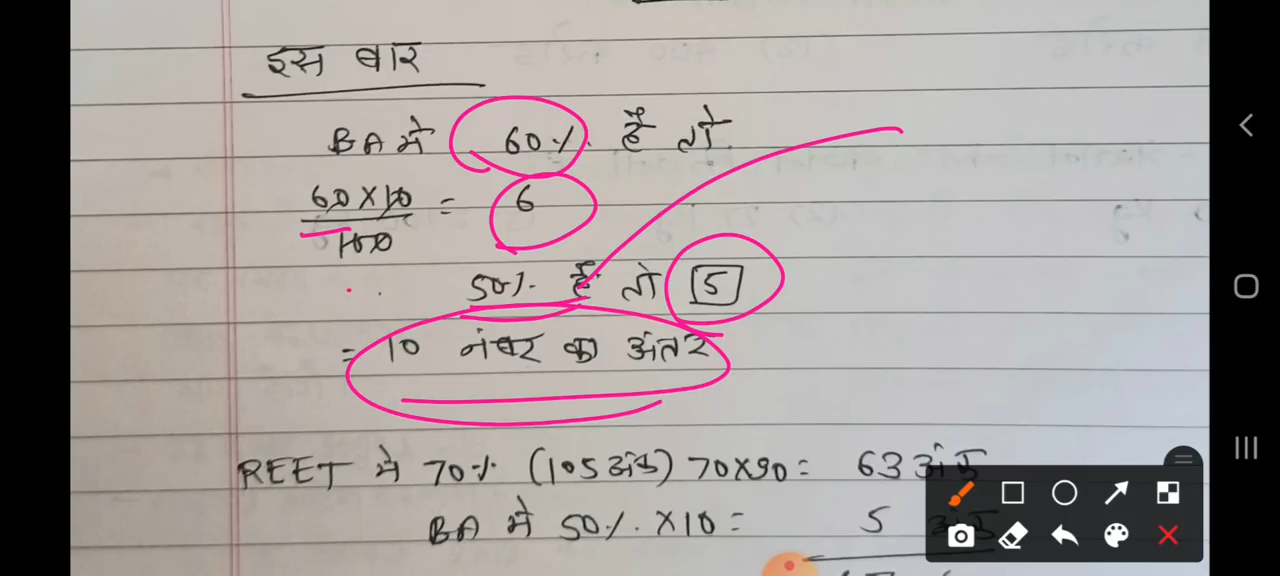 इस बार
BA मे 60% है तो
60×10/100 = 6
50% है तो 5
= 10 नंबर का अंतर
REET मे 70% (105 अंक) 70×90= 63 अंक
BA मे 50% ×10= 5